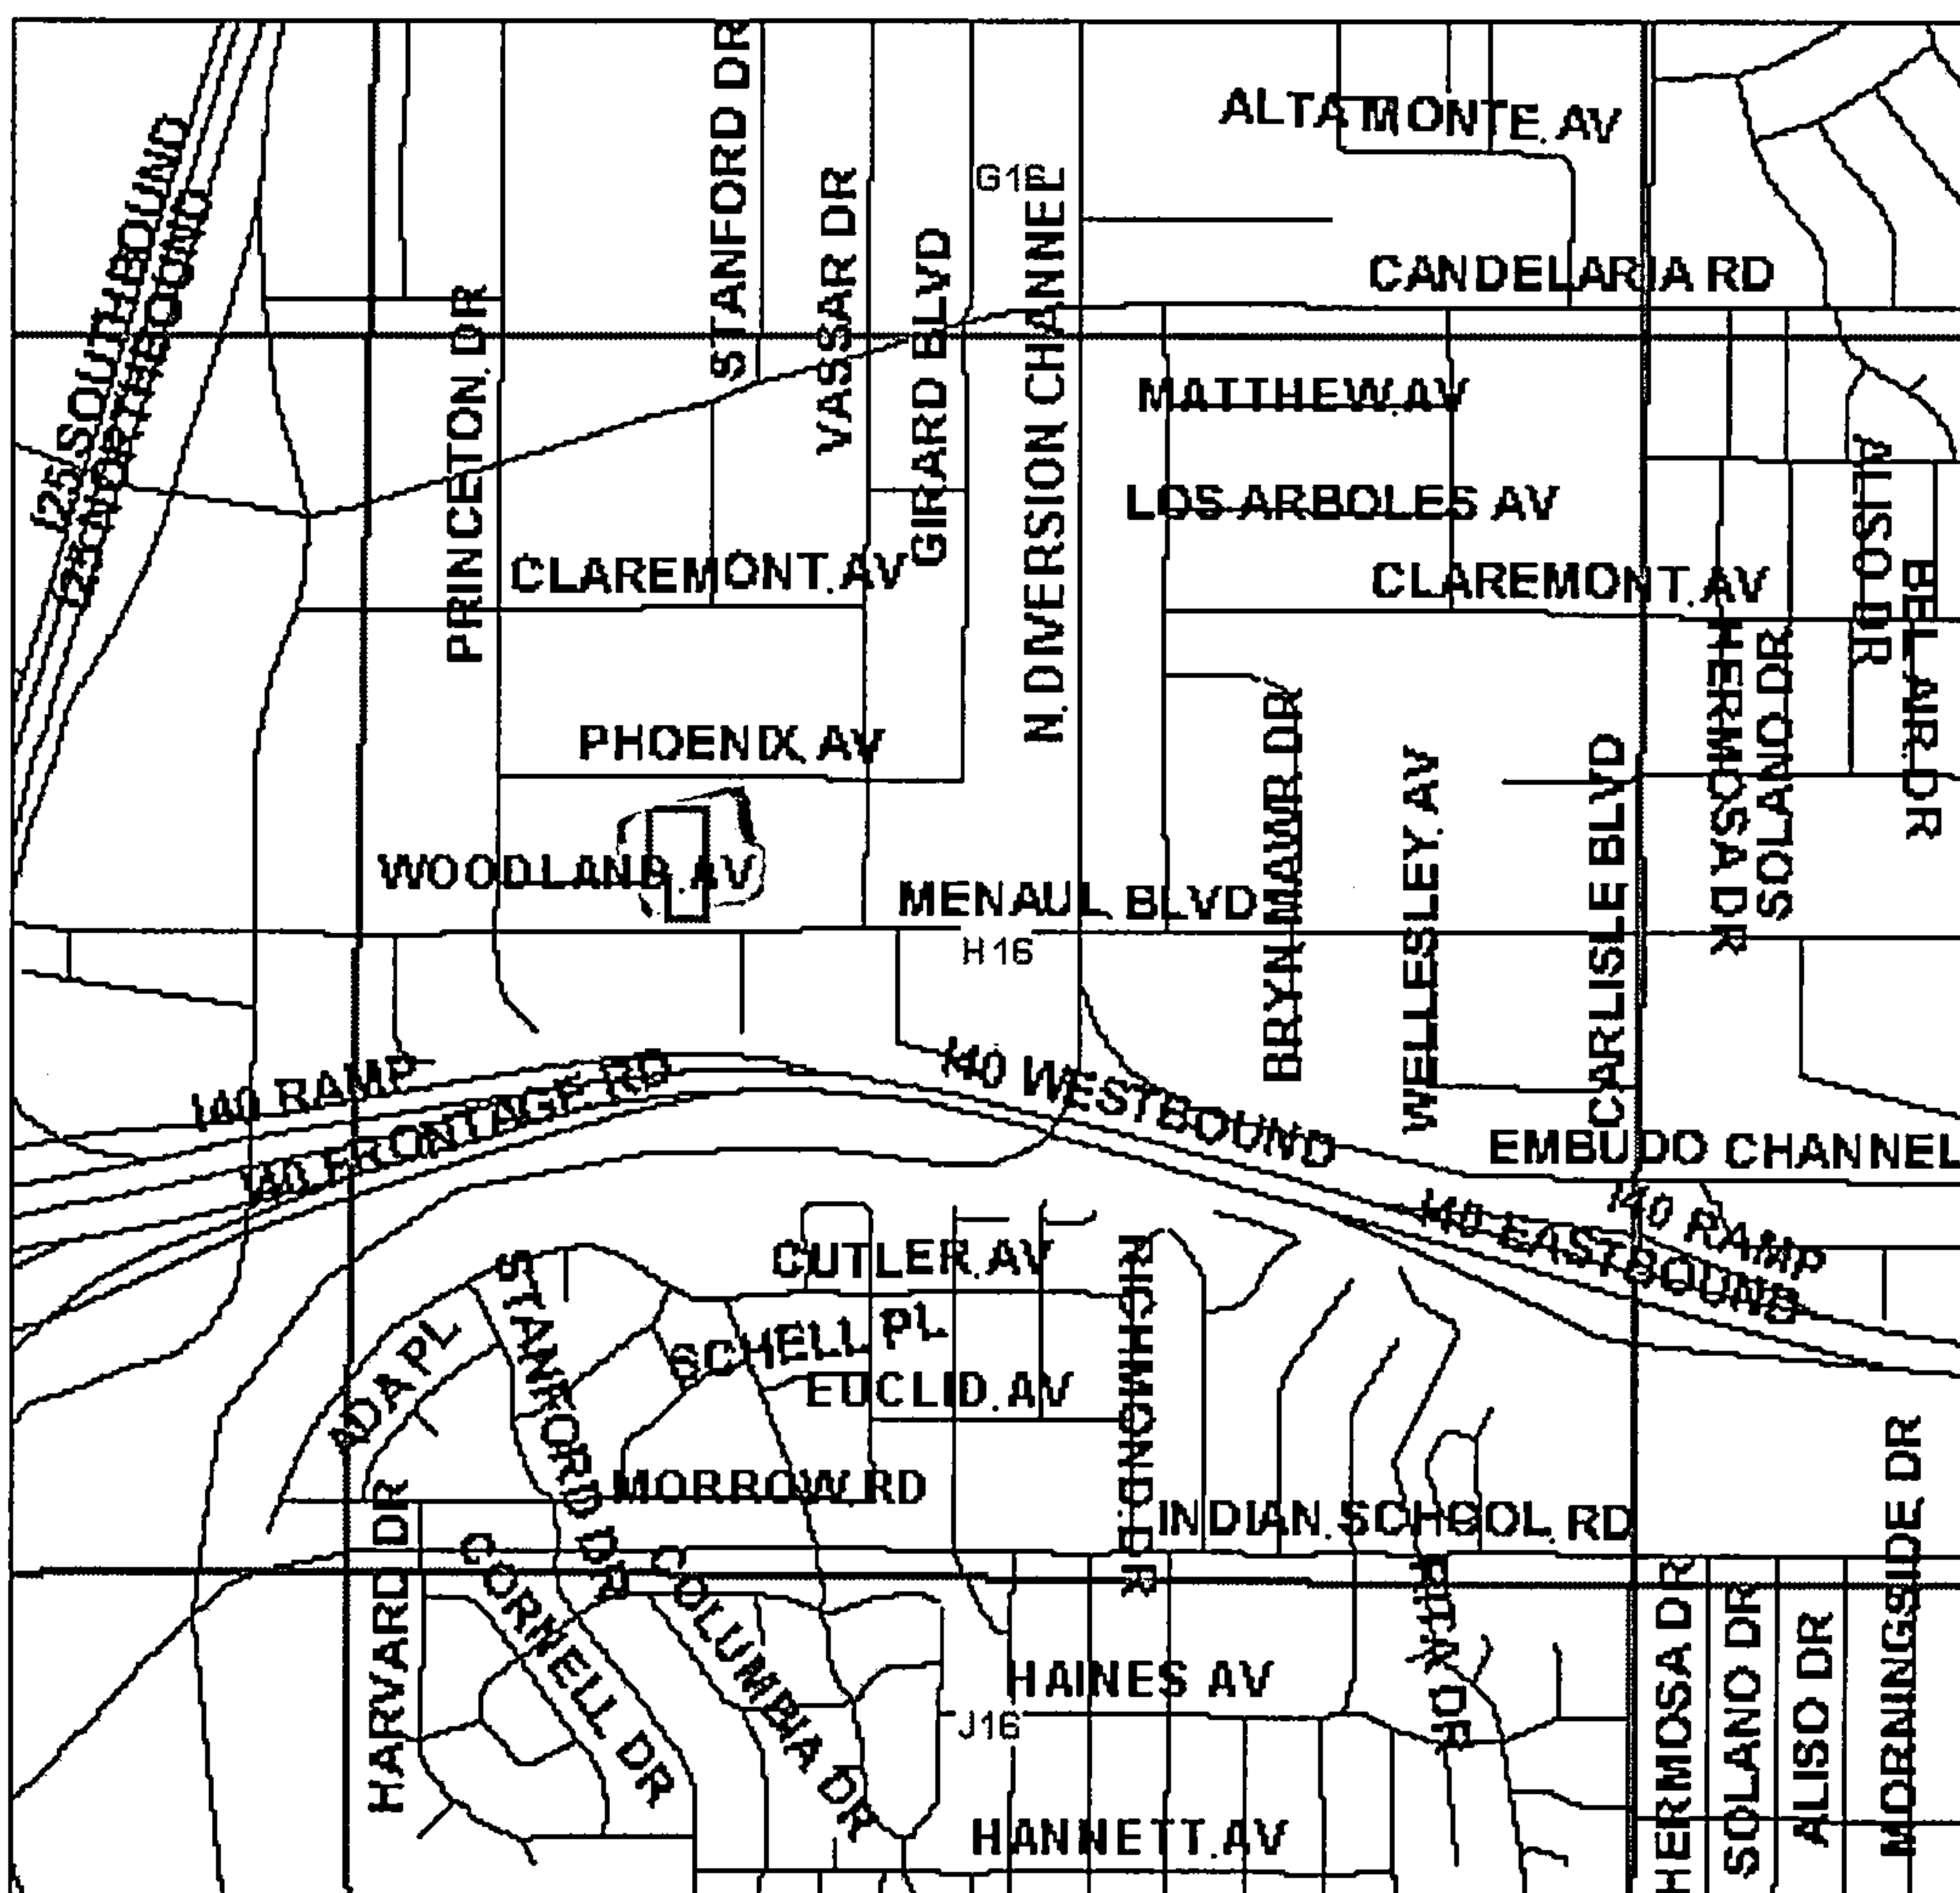 STANFORD DR
ALTA MONTE. AV
I25 SOUTHBOUND
I25 NORTHBOUND
VASSAR DR
G16
N. DIVERSION CHANNEL
GIRARD BLVD
CANDELARIA RD
PRINCETON. DR
MATTHEW. AV
ALISO DR
LOS ARBOLES AV
CLAREMONT. AV
CLAREMONT. AV
BEL AIR. DR
HERMOSA DR
SOLANO DR
PHOENIX. AV
BRYN MAWR DR
WELLESLEY. AV
CARLISLE BLVD
WOODLAND. AV
MENAUL BLVD
H16
I40 RAMP
I40 FRONTAGE RD
I40 WESTBOUND
EMBUDO CHANNEL
I40 RAMP
I40 EASTBOUND
CUTLER. AV
RICHMOND. DR
STANFORD DR
SCHELL PL
ADA PL
EUCLID. AV
MORROW. RD
INDIAN. SCHOOL. RD
MORNINGSIDE DR
HARVARD DR
CORNELL DR
COLUMBIA DR
HERMOSA DR
SOLANO DR
ALISO DR
HAINES AV
J16
HANNETT. AV